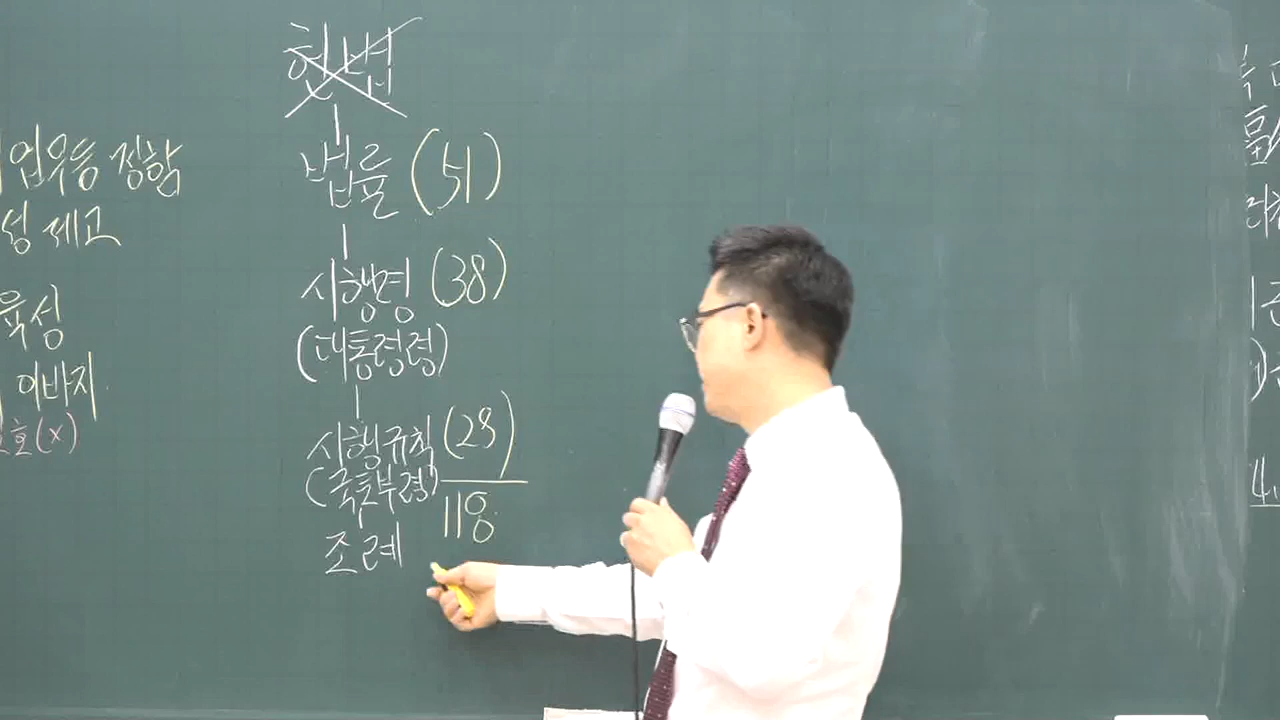 헌법
법률 (51)
시행령 (38)
(대통령령)
시행규칙 (29)
(국토부령)
118
조례
업무등 정함
성 제고
육성
이바지
호(x)
4.